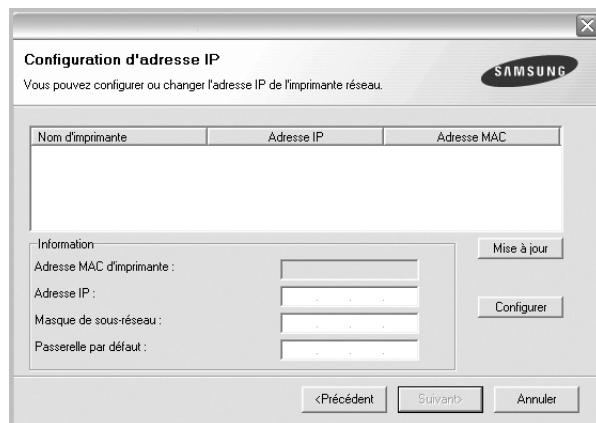 Configuration d'adresse IP
Vous pouvez configurer ou changer l'adresse IP de l'imprimante réseau.
SAMSUNG
Nom d'imprimante Adresse IP Adresse MAC
Information
Mise à jour
Adresse MAC d'imprimante :
Adresse IP :
Configurer
Masque de sous-réseau :
Passerelle par défaut :
<Précédent Suivant> Annuler